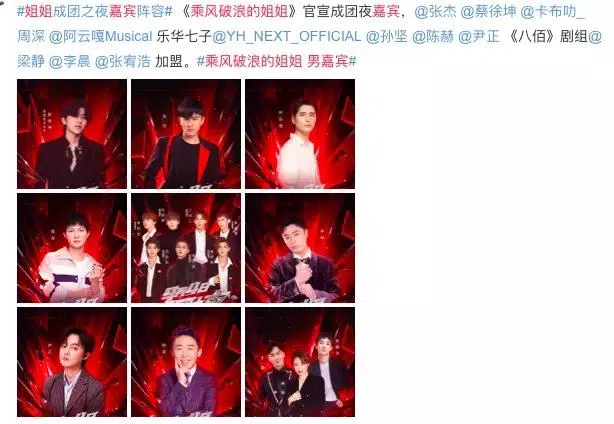 #姐姐成团之夜嘉宾阵容# 《乘风破浪的姐姐》官宣成团夜嘉宾，@张杰 @蔡徐坤 @卡布叻_
周深 @阿云嘎Musical 乐华七子@YH_NEXT_OFFICIAL @孙坚 @陈赫 @尹正 《八佰》剧组@
梁静 @李晨 @张宥浩 加盟。#乘风破浪的姐姐 男嘉宾#